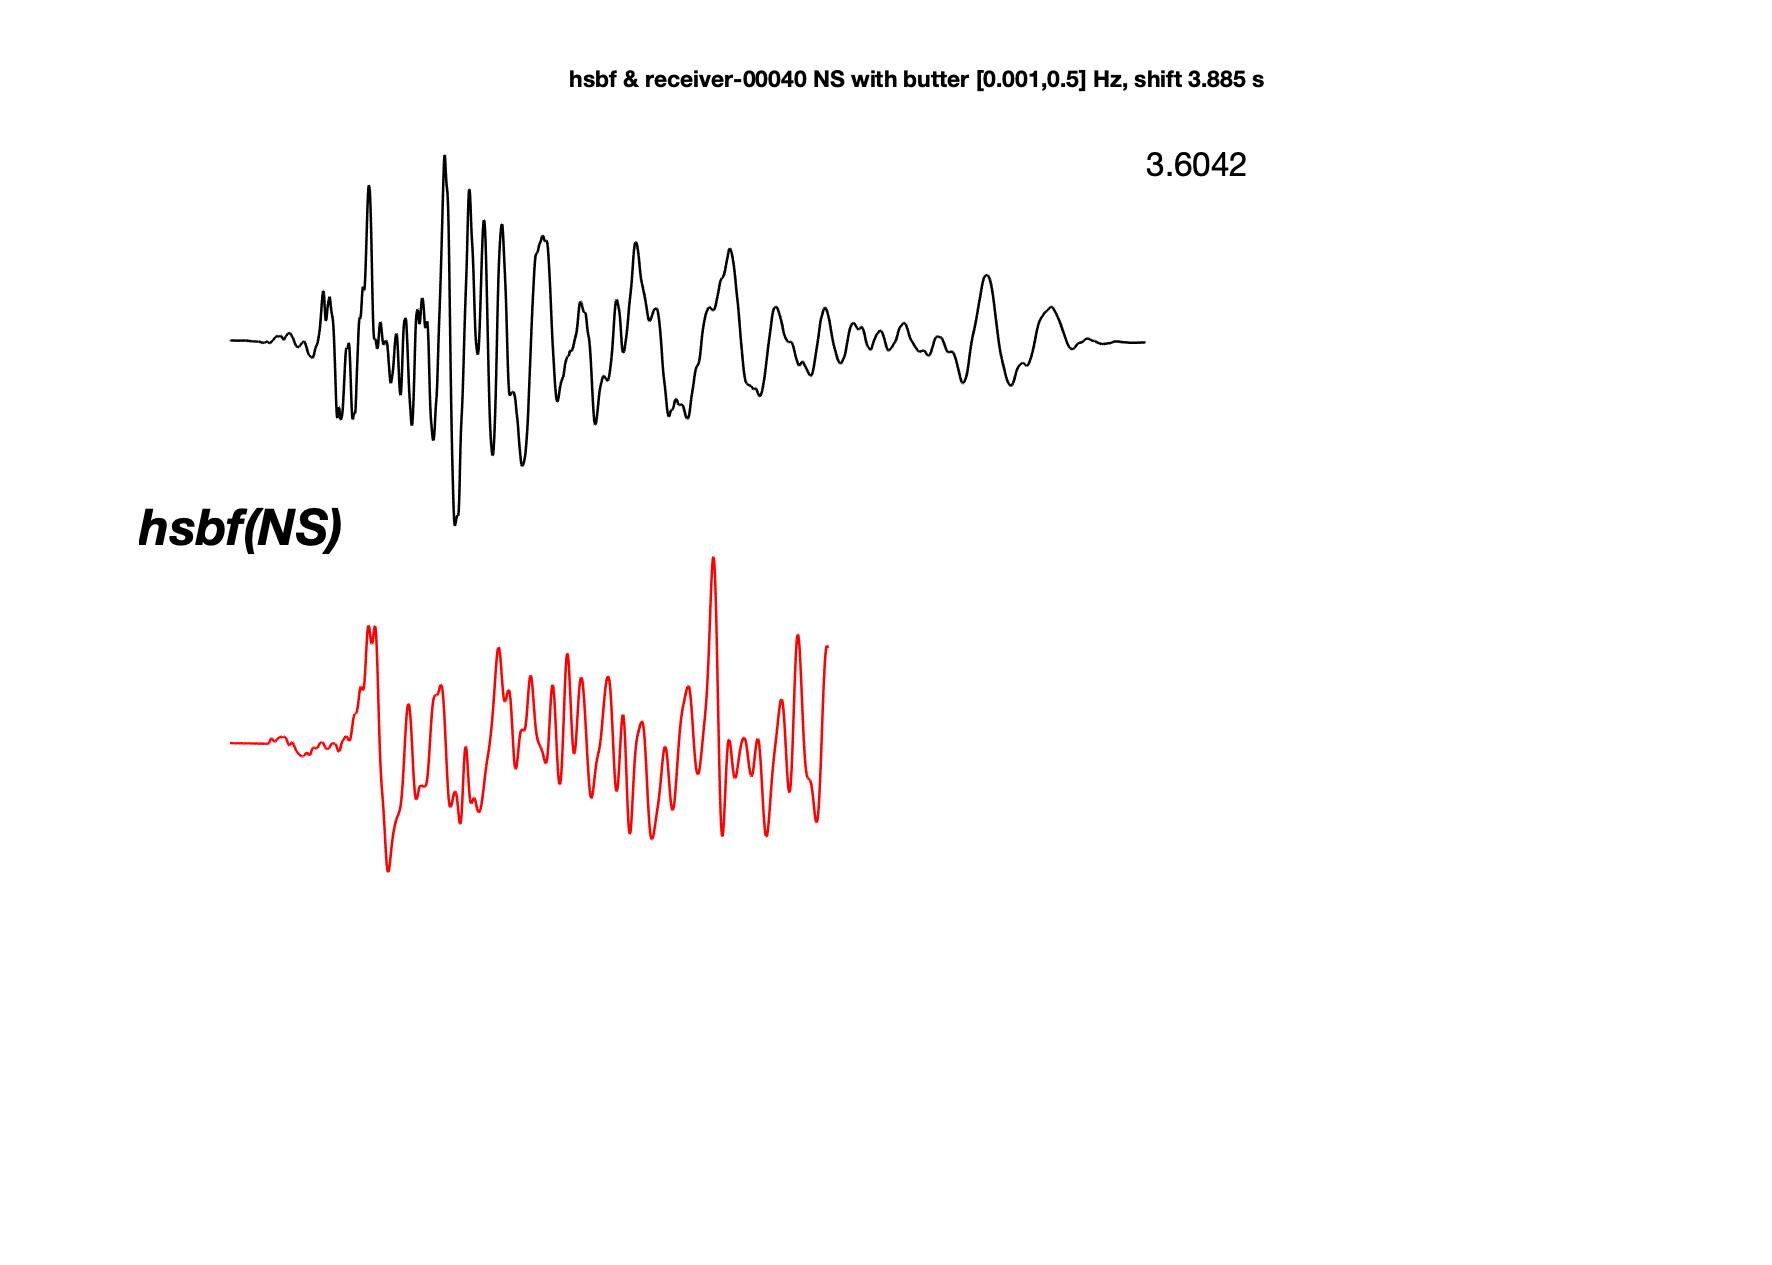 hsbf & receiver-00040 NS with butter [0.001,0.5] Hz, shift 3.885 s
3.6042
hsbf(NS)